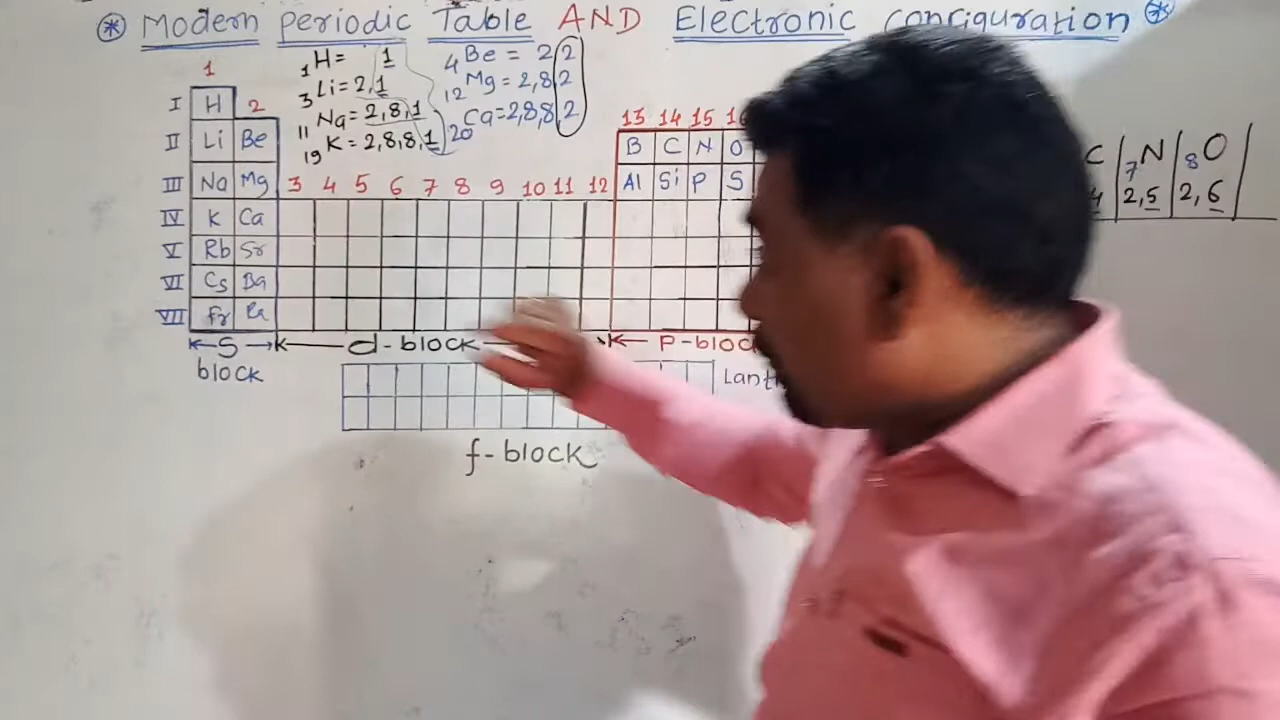 Modern periodic Table AND Electronic configuration
1H= 1
3Li= 2,1
11Na= 2,8,1
19K = 2,8,8,1
4Be = 2 2
12Mg= 2,8 2
20Ca=2,8,8,2
1
I H 2
II Li Be
III Na Mg 3 4 5 6 7 8 9 10 11 12
IV K Ca
V Rb Sr
VI Cs Ba
VII Fr Ra
13 14 15
B C N O
Al Si P S
C 7N 8O
4 2,5 2,6
S block
d-block
P-bloc
Lant
f-block